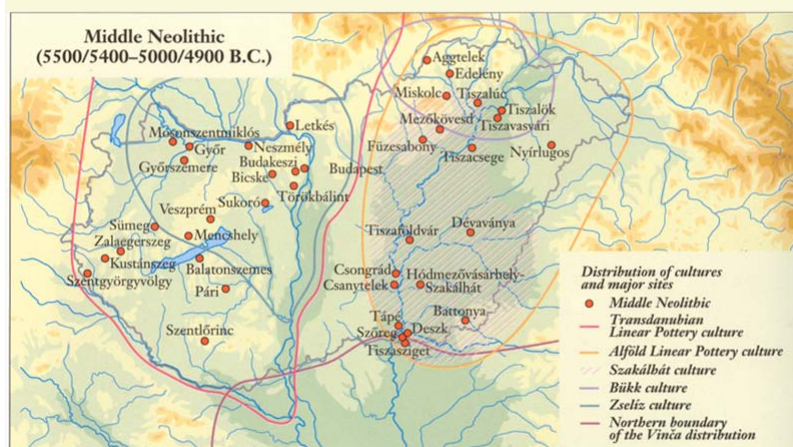 Middle Neolithic
(5500/5400–5000/4900 B.C.)
Aggtelek
Edelény
Miskolc
Tiszalúc
Tiszalök
Mezőkövesd
Tiszavasvári
Füzesabony
Tiszacsege
Nyírlugos
Letkés
Mosonszentmiklós
Győr
Neszmély
Győrszemere
Budakeszi
Budapest
Bicske
Törökbálint
Sukoró
Veszprém
Sümeg
Mencshely
Zalaegerszeg
Kustánszeg
Balatonszemes
Szentgyörgyvölgy
Pári
Szentlőrinc
Tiszaföldvár
Dévaványa
Csongrád
Hódmezővásárhely-
Szakálhát
Csanytelek
Battonya
Tápé
Szőreg
Deszk
Tiszasziget
Distribution of cultures
and major sites
Middle Neolithic
Transdanubian
Linear Pottery culture
Alföld Linear Pottery culture
Szakálhát culture
Bükk culture
Zselíz culture
Northern boundary
of the Vinča distribution